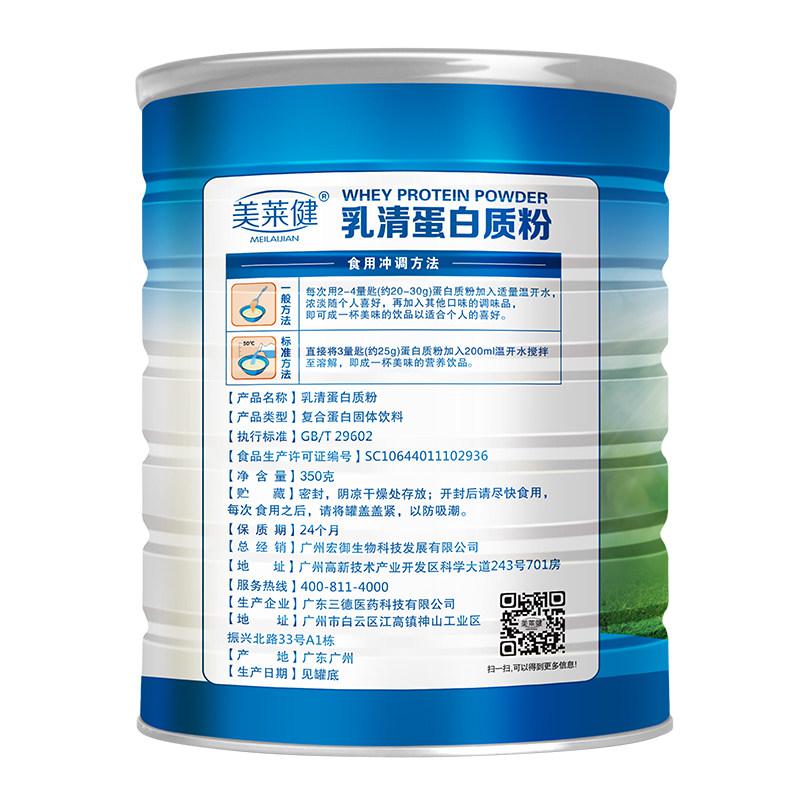 美莱健®
MEILAIJIAN
WHEY PROTEIN POWDER
乳清蛋白质粉
食用冲调方法
一般方法
每次用2-4量匙(约20-30g)蛋白质粉加入适量温开水，
浓淡随个人喜好，再加入其他口味的调味品，
即可成一杯美味的饮品以适合个人的喜好。
50℃
标准方法
直接将3量匙(约25g)蛋白质粉加入200ml温开水搅拌
至溶解，即成一杯美味的营养饮品。
【产品名称】乳清蛋白质粉
【产品类型】复合蛋白固体饮料
【执行标准】GB/T 29602
【食品生产许可证编号】SC10644011102936
【净 含 量】350克
【贮 藏】密封，阴凉干燥处存放；开封后请尽快食用，
每次食用之后，请将罐盖盖紧，以防吸潮。
【保 质 期】24个月
【总 经 销】广州宏御生物科技发展有限公司
【地 址】广州高新技术产业开发区科学大道243号701房
【服务热线】400-811-4000
【生产企业】广东三德医药科技有限公司
【地 址】广州市白云区江高镇神山工业区
振兴北路33号A1栋
【产 地】广东广州
【生产日期】见罐底
美莱健
扫一扫,可以得到更多信息!